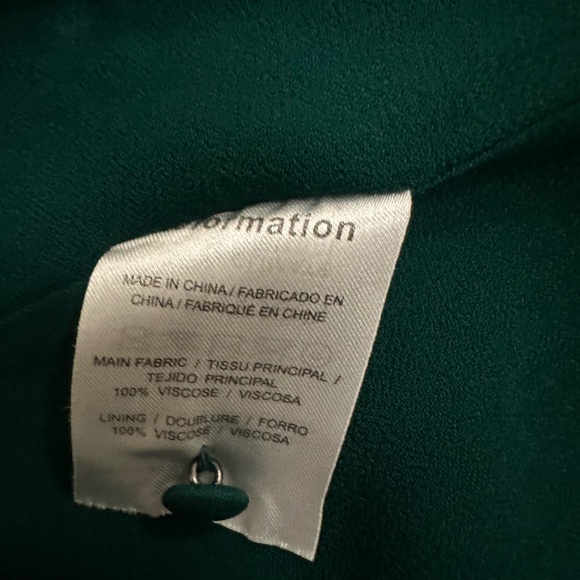 ormation
MADE IN CHINA / FABRICADO EN
CHINA / FABRIQUÉ EN CHINE
MAIN FABRIC / TISSU PRINCIPAL /
TEJIDO PRINCIPAL
100% VISCOSE / VISCOSA
LINING / DOUBLURE / FORRO
100% VISCOSE / VISCOSA